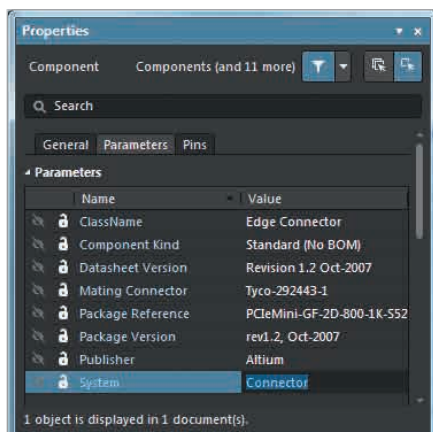 Properties
Component Components (and 11 more)
Search
General Parameters Pins
Parameters
Name Value
ClassName Edge Connector
Component Kind Standard (No BOM)
Datasheet Version Revision 1.2 Oct-2007
Mating Connector Tyco-292443-1
Package Reference PCIeMini-GF-2D-800-1K-S52
Package Version rev1.2, Oct-2007
Publisher Altium
System Connector
1 object is displayed in 1 document(s).